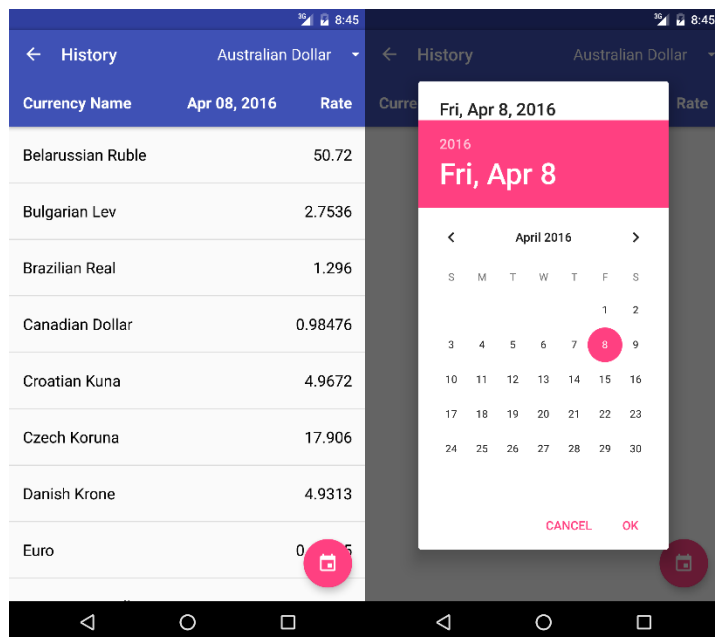 3G 8:45
History Australian Dollar
Currency Name Apr 08, 2016 Rate
Belarussian Ruble 50.72
Bulgarian Lev 2.7536
Brazilian Real 1.296
Canadian Dollar 0.98476
Croatian Kuna 4.9672
Czech Koruna 17.906
Danish Krone 4.9313
Euro
3G 8:45
History Australian Dollar
Rate
Fri, Apr 8, 2016
2016
Fri, Apr 8
April 2016
S M T W T F S
1 2
3 4 5 6 7 8 9
10 11 12 13 14 15 16
17 18 19 20 21 22 23
24 25 26 27 28 29 30
CANCEL OK